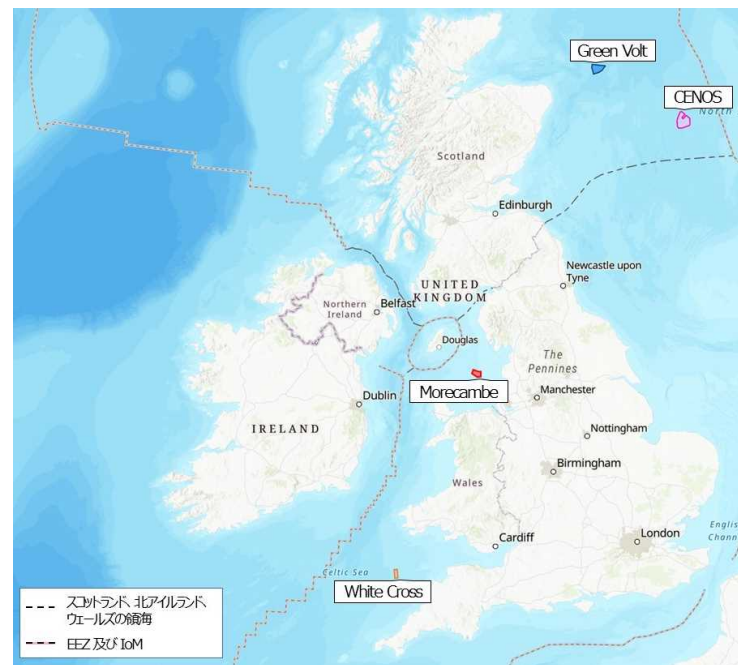 Green Volt
CENOS
North
Scotland
Edinburgh
Newcastle upon
Tyne
UNITED
KINGDOM
Northern
Ireland
Belfast
Douglas
The
Pennines
Morecambe
Manchester
Dublin
IRELAND
Nottingham
Birmingham
Wales
Cardiff
London
Englis
Chann
Celtic Sea
White Cross
スコットランド、北アイルランド、
ウェールズの領海
EEZ 及び IoM